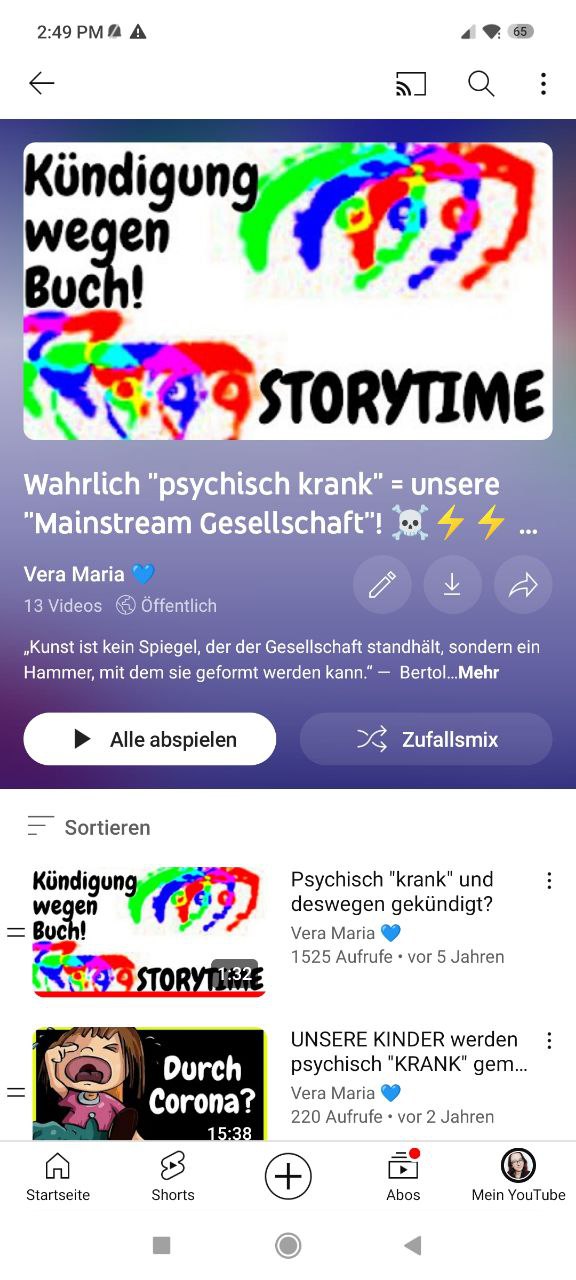 2:49 PM
65
Kündigung
wegen
Buch!
STORYTIME
Wahrlich "psychisch krank" = unsere
"Mainstream Gesellschaft"! ☠️⚡⚡ ...
Vera Maria 💙
13 Videos Öffentlich
„Kunst ist kein Spiegel, der der Gesellschaft standhält, sondern ein
Hammer, mit dem sie geformt werden kann.“ — Bertol...Mehr
Alle abspielen
Zufallsmix
Sortieren
Kündigung
wegen
Buch!
STORYTIME
1:32
Psychisch "krank" und
deswegen gekündigt?
Vera Maria 💙
1525 Aufrufe • vor 5 Jahren
Durch
Corona?
15:38
UNSERE KINDER werden
psychisch "KRANK" gem...
Vera Maria 💙
220 Aufrufe • vor 2 Jahren
Startseite
Shorts
Abos
Mein YouTube